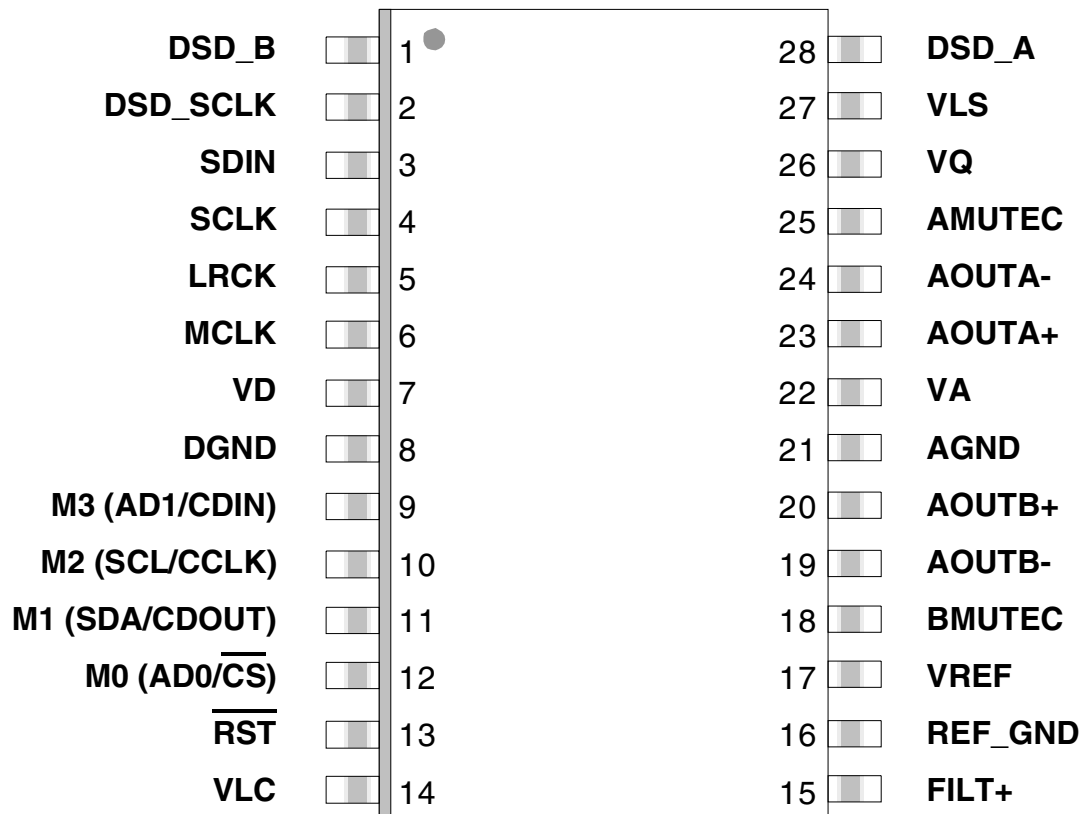 DSD_B 1 28 DSD_A
DSD_SCLK 2 27 VLS
SDIN 3 26 VQ
SCLK 4 25 AMUTEC
LRCK 5 24 AOUTA-
MCLK 6 23 AOUTA+
VD 7 22 VA
DGND 8 21 AGND
M3 (AD1/CDIN) 9 20 AOUTB+
M2 (SCL/CCLK) 10 19 AOUTB-
M1 (SDA/CDOUT) 11 18 BMUTEC
M0 (AD0/C̅S̅) 12 17 VREF
R̅S̅T̅ 13 16 REF_GND
VLC 14 15 FILT+